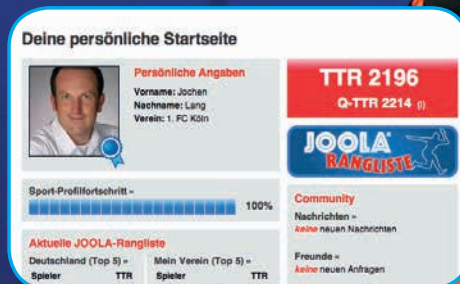 Deine persönliche Startseite
Persönliche Angaben
Vorname: Jochen
Nachname: Lang
Verein: 1. FC Köln
TTR 2196
Q-TTR 2214 (i)
JOOLA
RANGLISTE
Sport-Profilfortschritt »
100%
Aktuelle JOOLA-Rangliste
Deutschland (Top 5) »
Spieler TTR
Mein Verein (Top 5) »
Spieler TTR
Community
Nachrichten »
keine neuen Nachrichten
Freunde »
keine neuen Anfragen